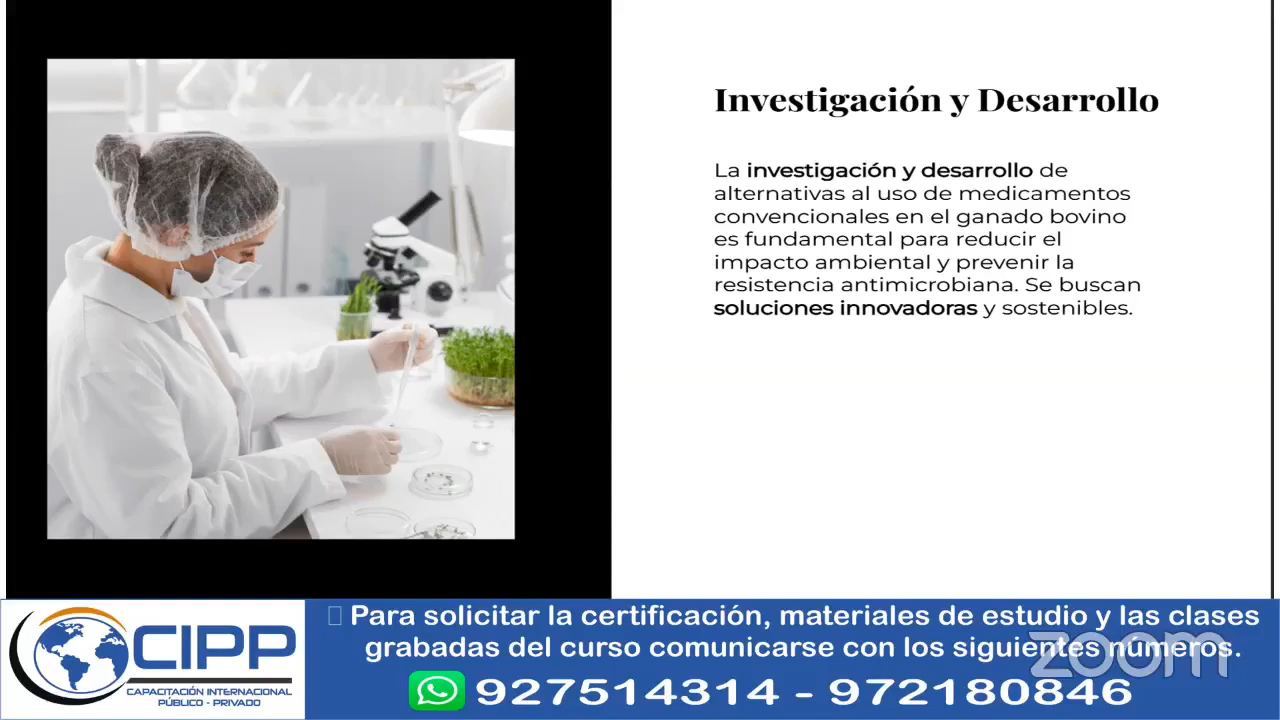 Investigación y Desarrollo
La investigación y desarrollo de
alternativas al uso de medicamentos
convencionales en el ganado bovino
es fundamental para reducir el
impacto ambiental y prevenir la
resistencia antimicrobiana. Se buscan
soluciones innovadoras y sostenibles.
CIPP
CAPACITACIÓN INTERNACIONAL
PÚBLICO - PRIVADO
Para solicitar la certificación, materiales de estudio y las clases
grabadas del curso comunicarse con los siguientes números.
zoom
927514314 - 972180846